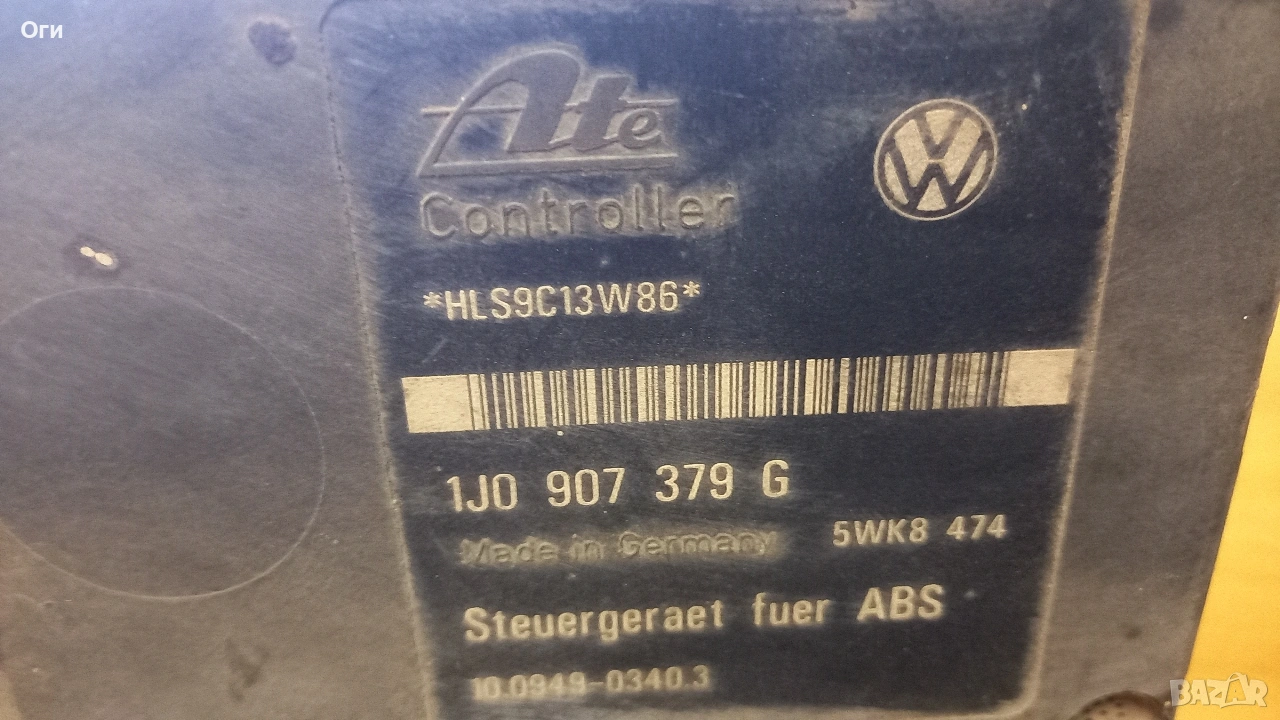 Оги
Ate
Controller
*HLS9C13W86*
1J0 907 379 G
Made in Germany
5WK8 474
Steuergeraet fuer ABS
10.0949-0340.3
BAZAR